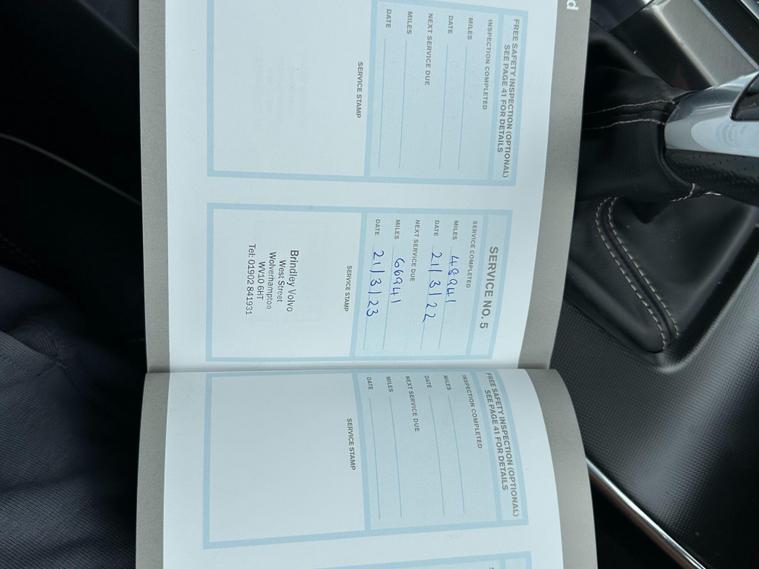 FREE SAFETY INSPECTION (OPTIONAL)
SEE PAGE 41 FOR DETAILS
INSPECTION COMPLETED
MILES
DATE
NEXT SERVICE DUE
MILES
DATE
SERVICE STAMP
SERVICE NO. 5
SERVICE COMPLETED
MILES 48941
DATE 21/3/22
NEXT SERVICE DUE
MILES 66941
DATE 21/3/23
SERVICE STAMP
Brindley Volvo
West Street
Wolverhampton
WV10 6HT
Tel: 01902 841931
FREE SAFETY INSPECTION (OPTIONAL)
SEE PAGE 41 FOR DETAILS
INSPECTION COMPLETED
MILES
DATE
NEXT SERVICE DUE
MILES
DATE
SERVICE STAMP